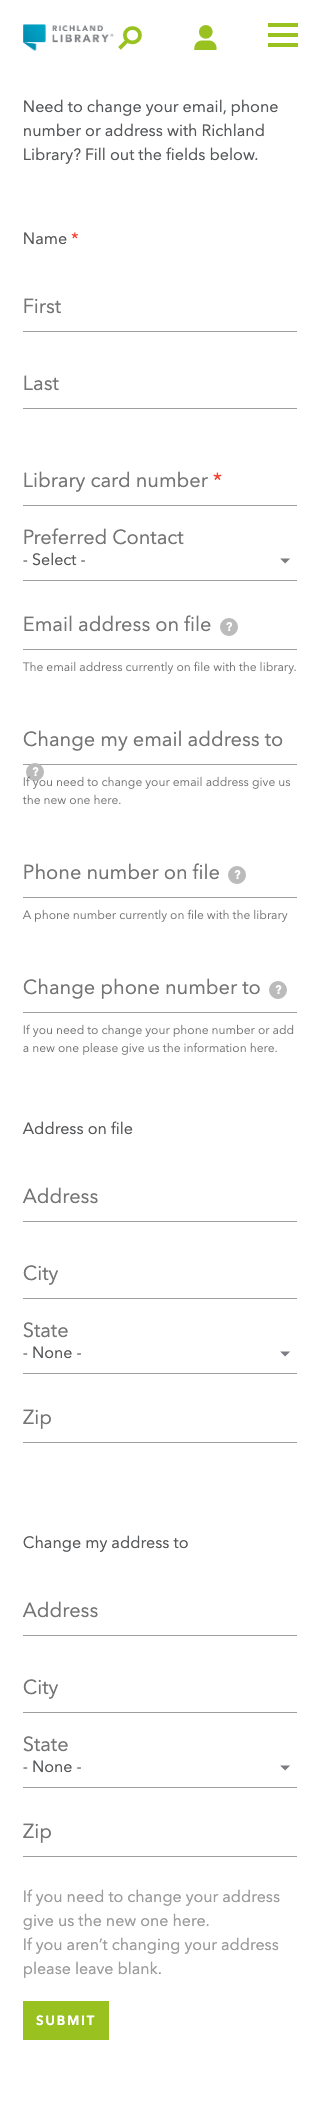 RICHLAND
LIBRARY
Need to change your email, phone
number or address with Richland
Library? Fill out the fields below.
Name *
First
Last
Library card number *
Preferred Contact
- Select -
Email address on file ?
The email address currently on file with the library.
Change my email address to
?
If you need to change your email address give us
the new one here.
Phone number on file ?
A phone number currently on file with the library
Change phone number to ?
If you need to change your phone number or add
a new one please give us the information here.
Address on file
Address
City
State
- None -
Zip
Change my address to
Address
City
State
- None -
Zip
If you need to change your address
give us the new one here.
If you aren’t changing your address
please leave blank.
SUBMIT